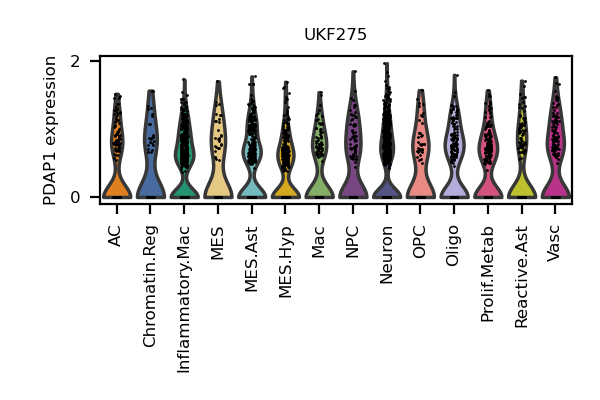 UKF275
PDAP1 expression
2
0
AC
Chromatin.Reg
Inflammatory.Mac
MES
MES.Ast
MES.Hyp
Mac
NPC
Neuron
OPC
Oligo
Prolif.Metab
Reactive.Ast
Vasc